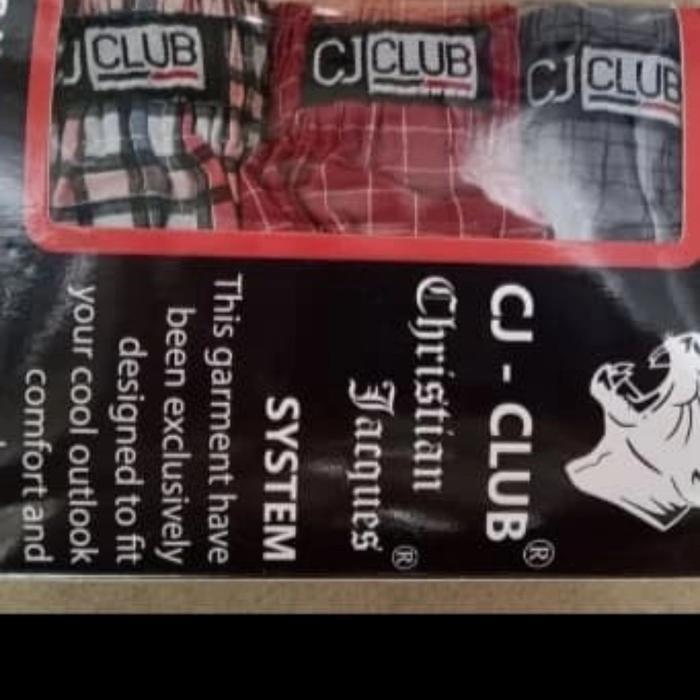 CJ CLUB
CJ CLUB
CJ CLUB
CJ - CLUB®
Christian
Jacques®
SYSTEM
This garment have
been exclusively
designed to fit
your cool outlook
comfort and